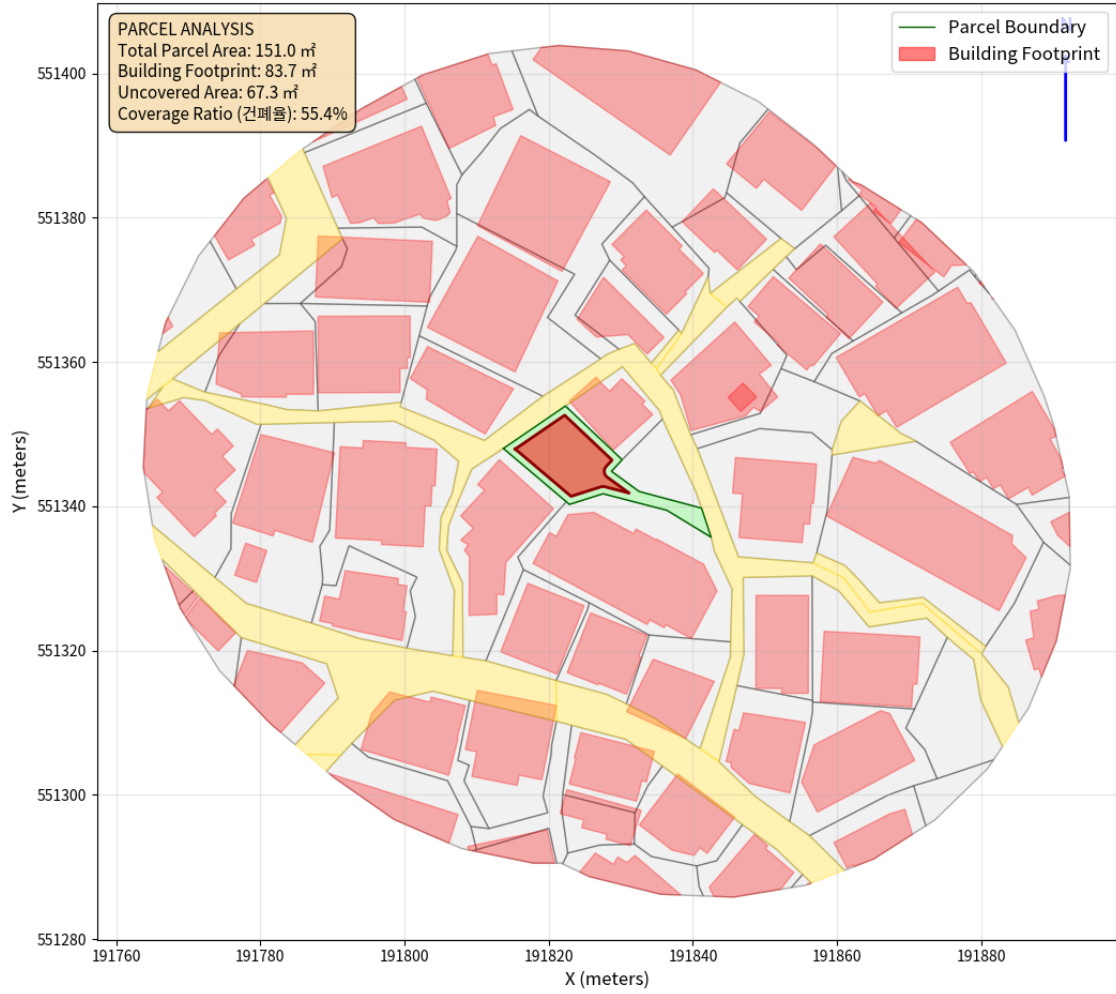 PARCEL ANALYSIS
Total Parcel Area: 151.0 ㎡
Building Footprint: 83.7 ㎡
Uncovered Area: 67.3 ㎡
Coverage Ratio (건폐율): 55.4%
Parcel Boundary
Building Footprint
N
551400
551380
551360
551340
551320
551300
551280
Y (meters)
191760
191780
191800
191820
191840
191860
191880
X (meters)